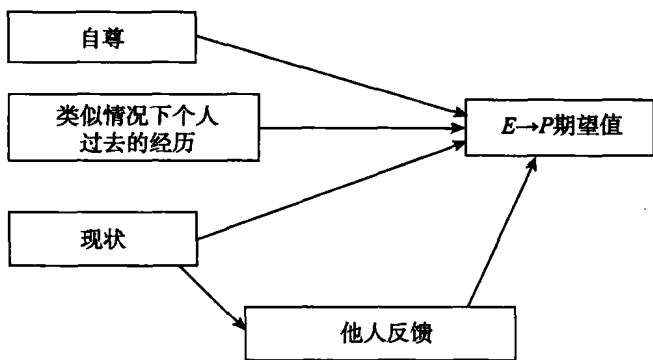 自尊
类似情况下个人
过去的经历
E→P期望值
现状
他人反馈